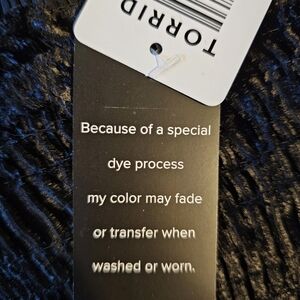 TORRID
Because of a special
dye process
my color may fade
or transfer when
washed or worn.